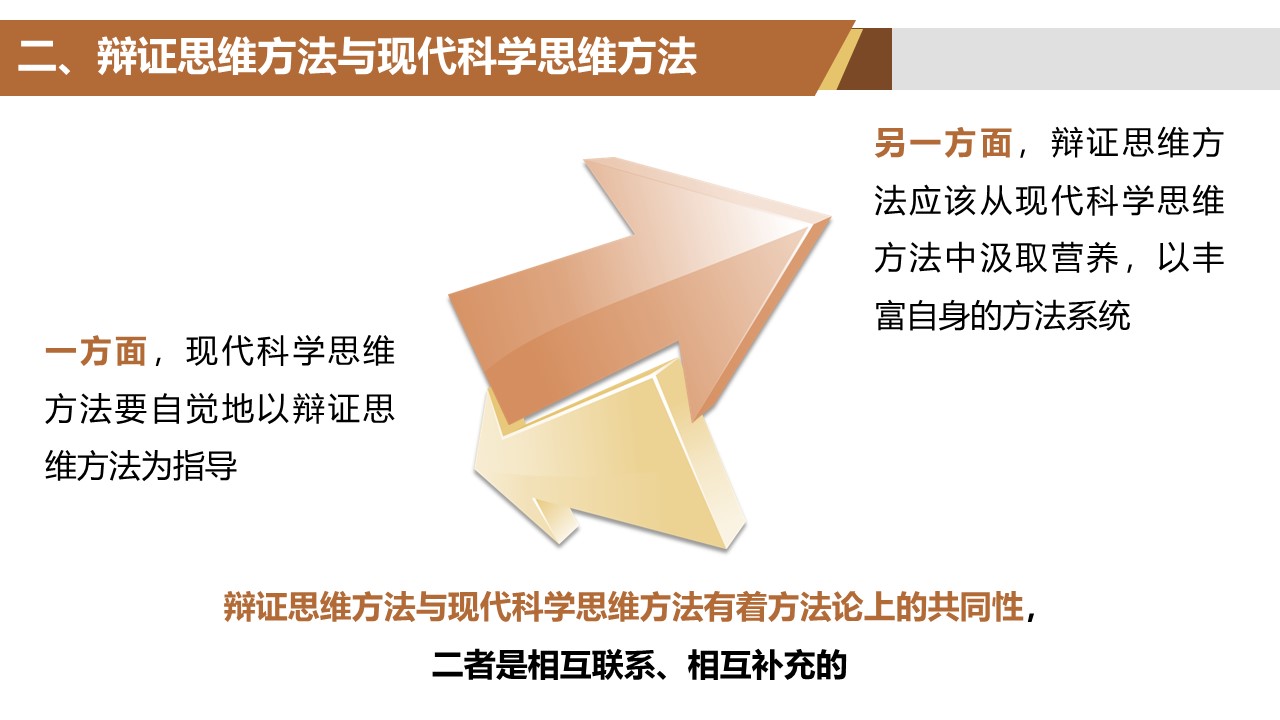 二、辩证思维方法与现代科学思维方法
另一方面，辩证思维方
法应该从现代科学思维
方法中汲取营养，以丰
富自身的方法系统
一方面，现代科学思维
方法要自觉地以辩证思
维方法为指导
辩证思维方法与现代科学思维方法有着方法论上的共同性，
二者是相互联系、相互补充的